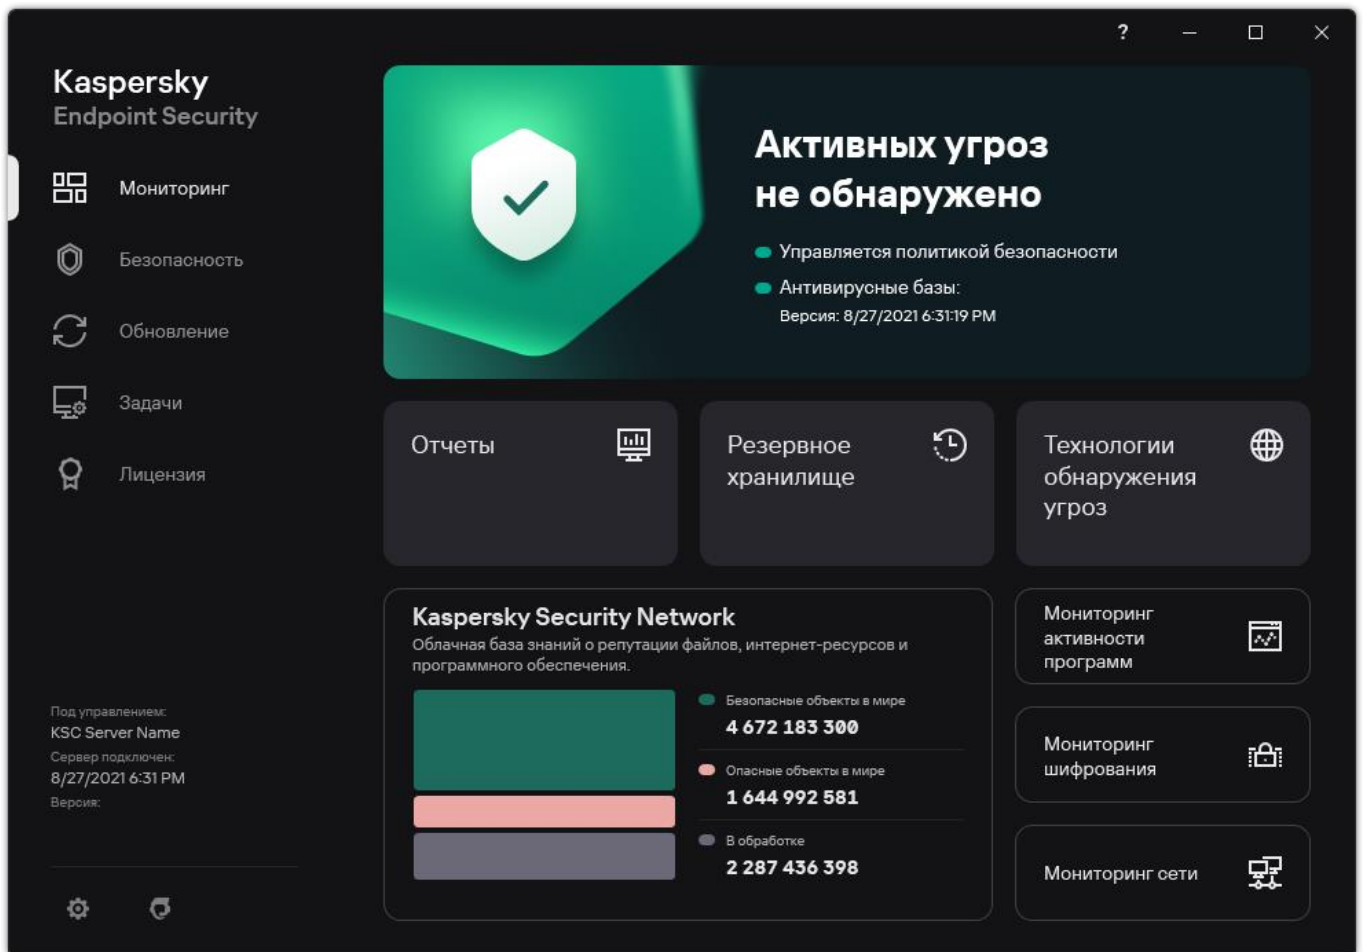 ?
Kaspersky
Endpoint Security
Мониторинг
Безопасность
Обновление
Задачи
Лицензия
Под управлением:
KSC Server Name
Сервер подключен:
8/27/2021 6:31 PM
Версия:
Активных угроз
не обнаружено
Управляется политикой безопасности
Антивирусные базы:
Версия: 8/27/2021 6:31:19 PM
Отчеты
Резервное
хранилище
Технологии
обнаружения
угроз
Kaspersky Security Network
Облачная база знаний о репутации файлов, интернет-ресурсов и
программного обеспечения.
Безопасные объекты в мире
4 672 183 300
Опасные объекты в мире
1 644 992 581
В обработке
2 287 436 398
Мониторинг
активности
программ
Мониторинг
шифрования
Мониторинг сети